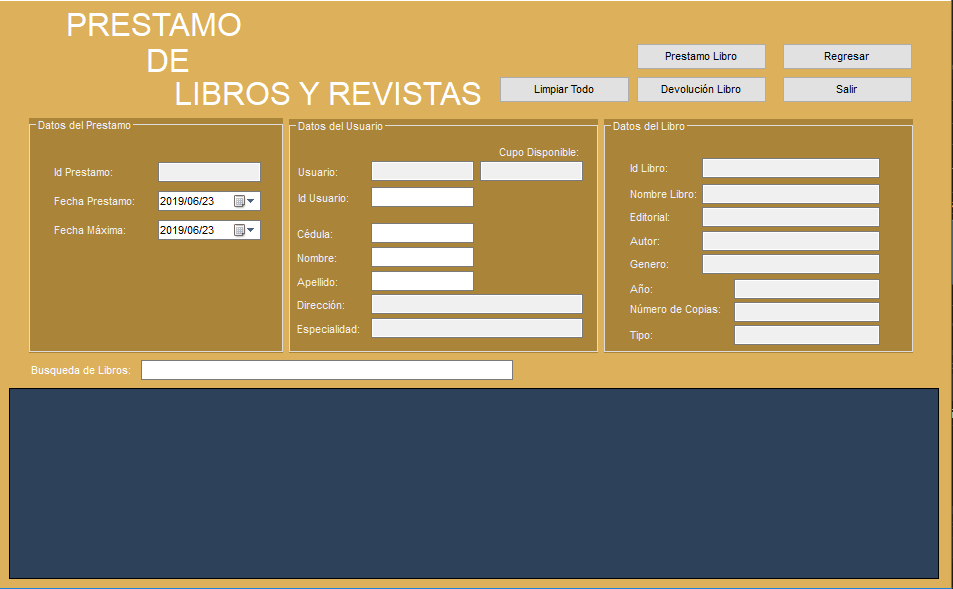 PRESTAMO
DE
LIBROS Y REVISTAS
Prestamo Libro
Regresar
Limpiar Todo
Devolución Libro
Salir
Datos del Prestamo
Id Prestamo:
Fecha Prestamo: 2019/06/23
Fecha Máxima: 2019/06/23
Datos del Usuario
Cupo Disponible:
Usuario:
Id Usuario:
Cédula:
Nombre:
Apellido:
Dirección:
Especialidad:
Datos del Libro
Id Libro:
Nombre Libro:
Editorial:
Autor:
Genero:
Año:
Número de Copias:
Tipo:
Busqueda de Libros: